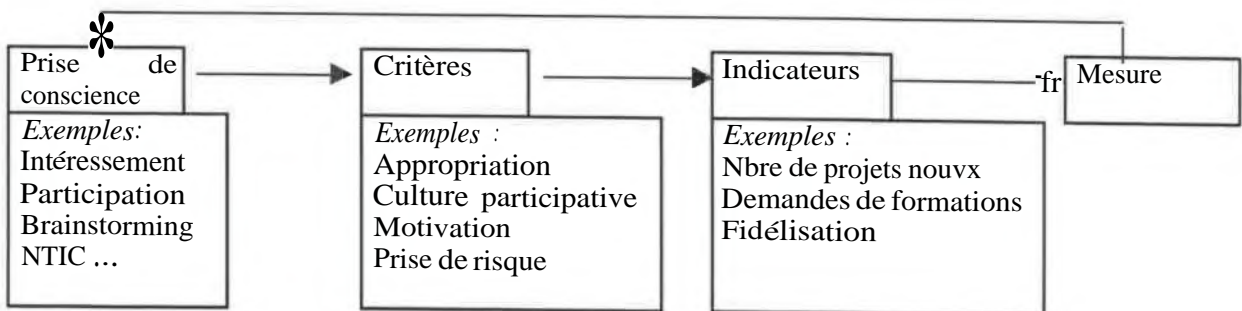 *
Prise de
conscience
Exemples:
Intéressement
Participation
Brainstorming
NTIC ...
Critères
Exemples :
Appropriation
Culture participative
Motivation
Prise de risque
Indicateurs
Exemples :
Nbre de projets nouvx
Demandes de formations
Fidélisation
-fr
Mesure